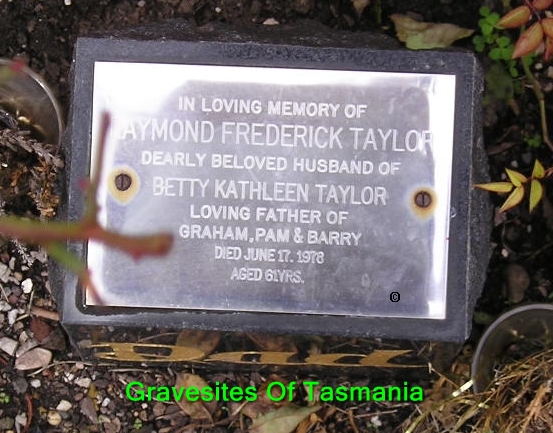 IN LOVING MEMORY OF
RAYMOND FREDERICK TAYLOR
DEARLY BELOVED HUSBAND OF
BETTY KATHLEEN TAYLOR
LOVING FATHER OF
GRAHAM, PAM & BARRY
DIED JUNE 17. 1978
AGED 61YRS.
©
Gravesites Of Tasmania